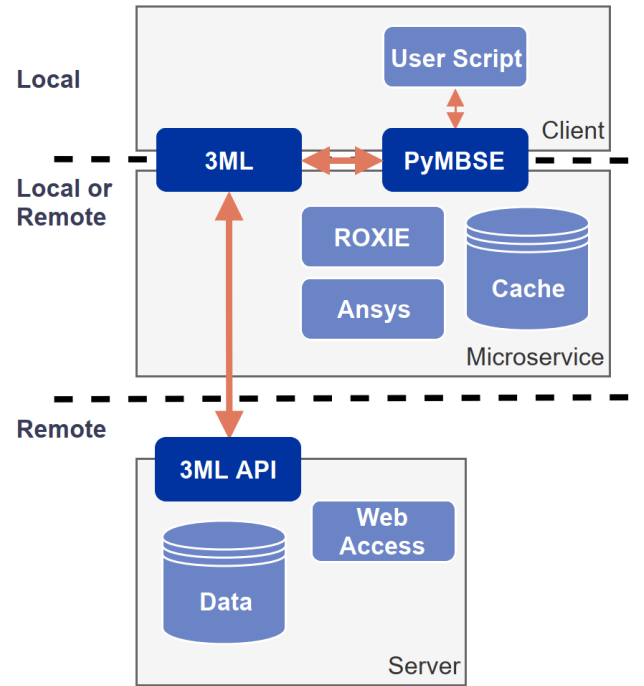 User Script
Local
Client
3ML
PyMBSE
Local or
Remote
ROXIE
Cache
Ansys
Microservice
Remote
3ML API
Web
Access
Data
Server